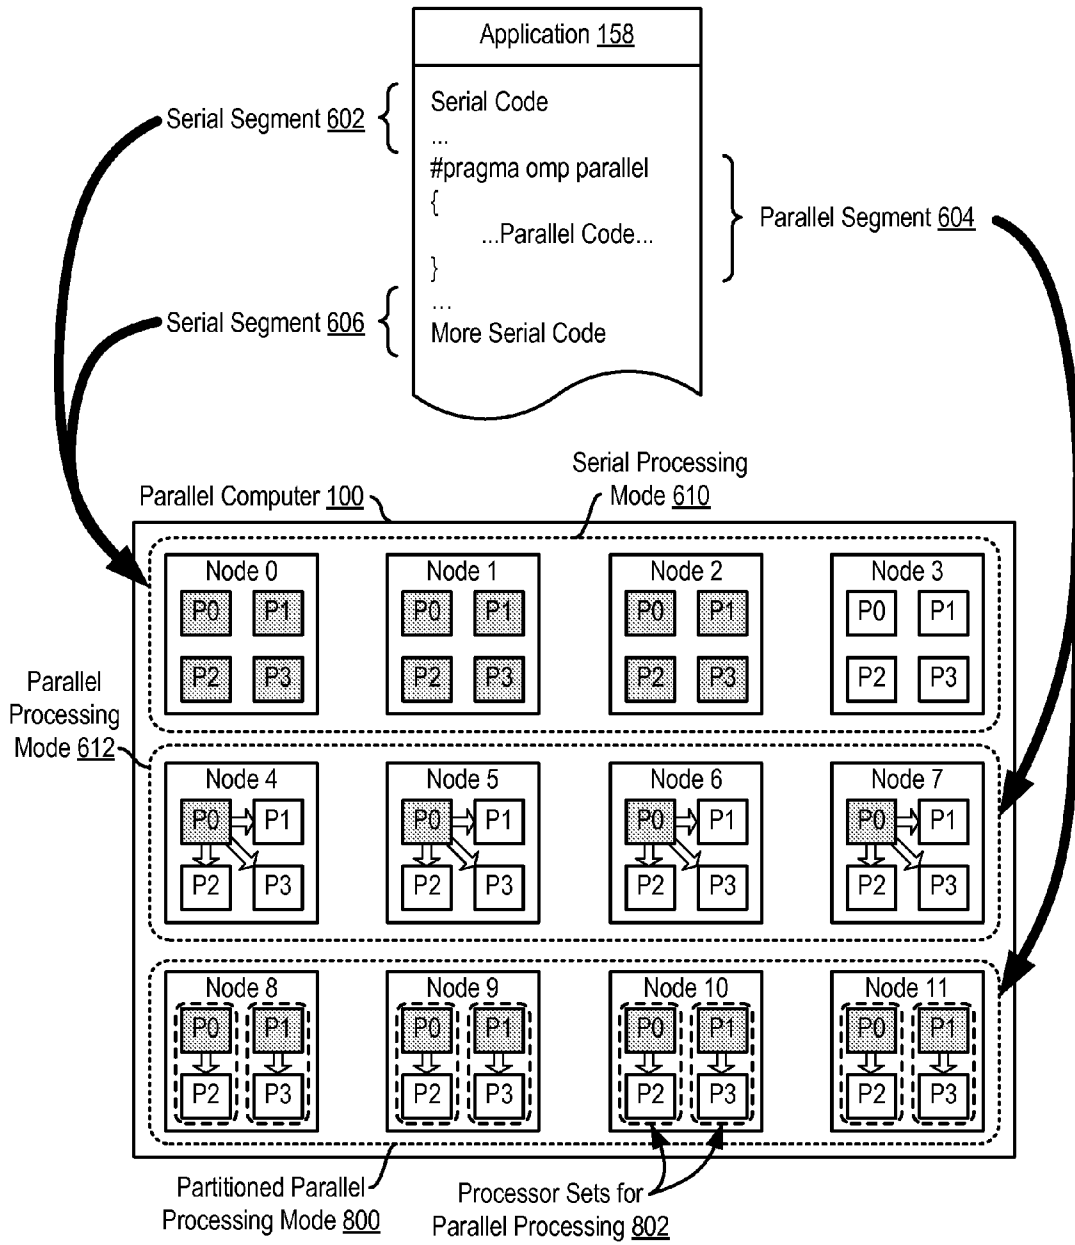 Application 158
Serial Code
...
#pragma omp parallel
{
...Parallel Code...
}
...
More Serial Code
Serial Segment 602
Parallel Segment 604
Serial Segment 606
Serial Processing
Mode 610
Parallel Computer 100
Node 0 Node 1 Node 2 Node 3
P0 P1 P0 P1 P0 P1 P0 P1
P2 P3 P2 P3 P2 P3 P2 P3
Parallel
Processing
Mode 612
Node 4 Node 5 Node 6 Node 7
P0 P1 P0 P1 P0 P1 P0 P1
P2 P3 P2 P3 P2 P3 P2 P3
Node 8 Node 9 Node 10 Node 11
P0 P1 P0 P1 P0 P1 P0 P1
P2 P3 P2 P3 P2 P3 P2 P3
Partitioned Parallel
Processing Mode 800
Processor Sets for
Parallel Processing 802